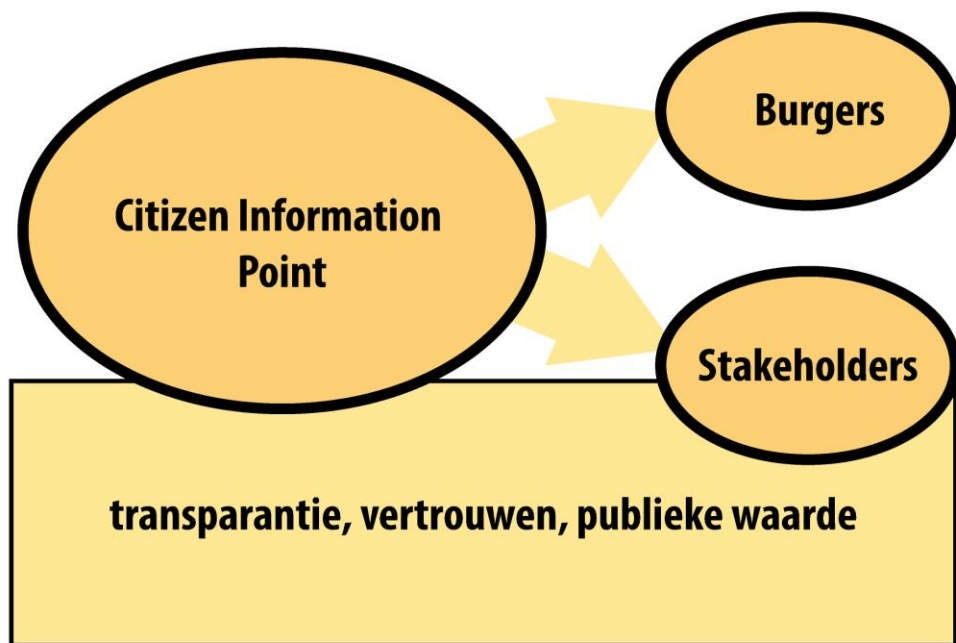 Citizen Information
Point
Burgers
Stakeholders
transparantie, vertrouwen, publieke waarde